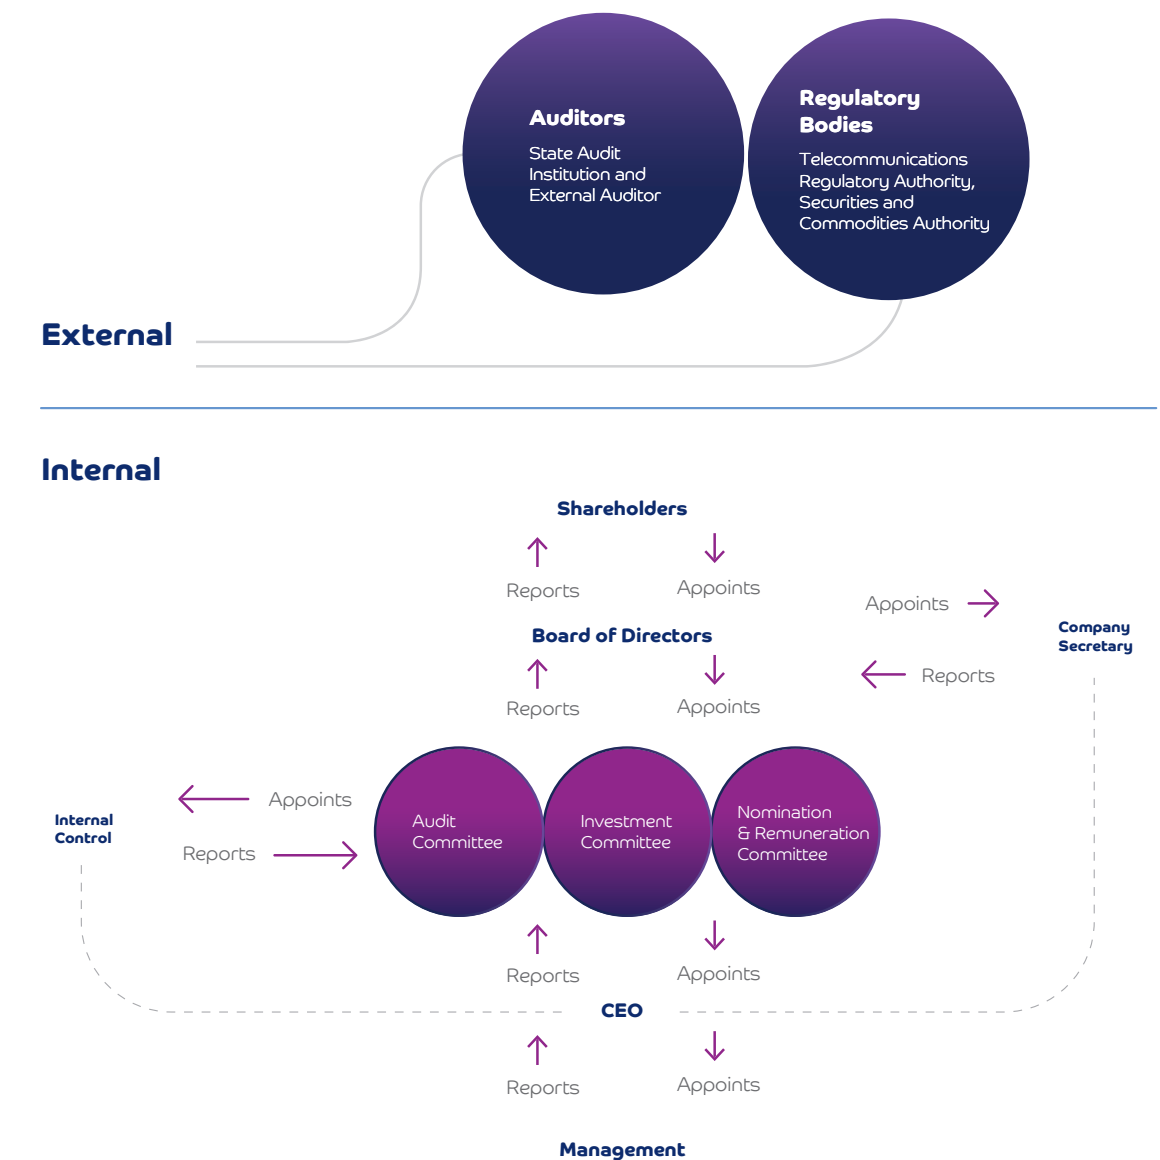 Auditors
State Audit
Institution and
External Auditor
Regulatory
Bodies
Telecommunications
Regulatory Authority,
Securities and
Commodities Authority
External
Internal
Shareholders
Reports
Appoints
Board of Directors
Appoints
Company
Secretary
Reports
Reports
Appoints
Internal
Control
Appoints
Reports
Audit
Committee
Investment
Committee
Nomination
& Remuneration
Committee
Reports
Appoints
CEO
Reports
Appoints
Management